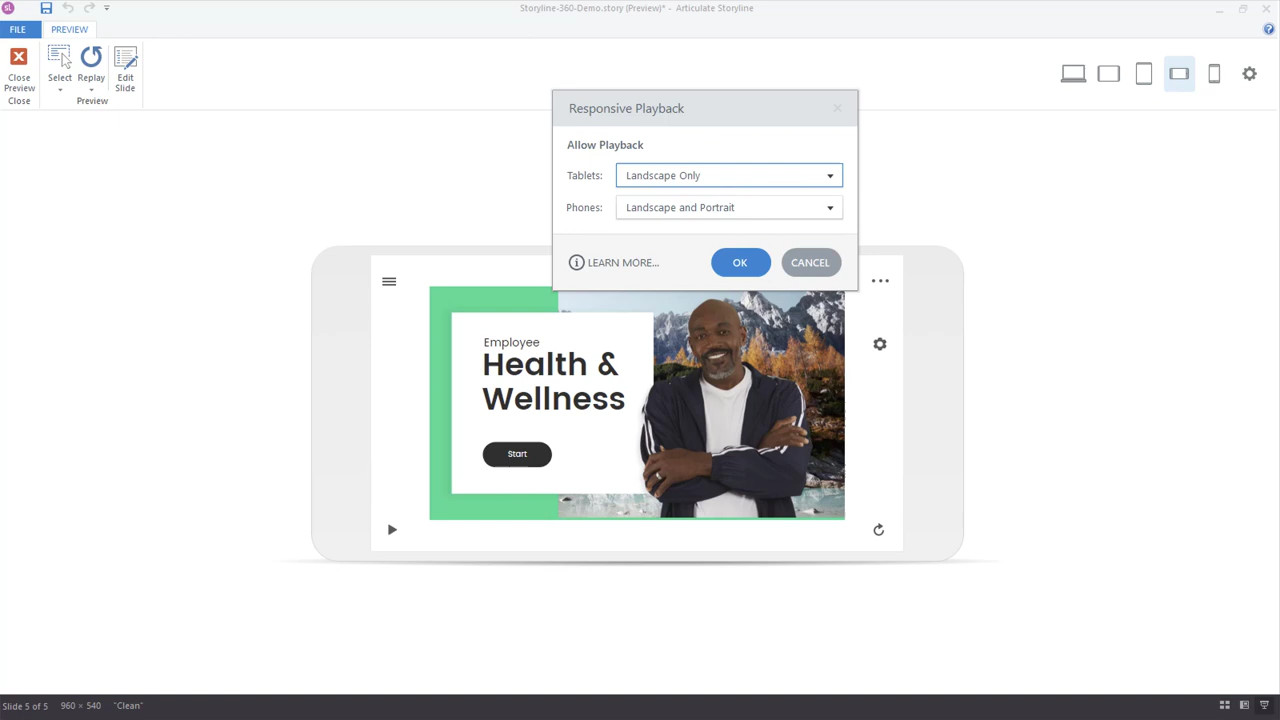 SL
Storyline-360-Demo.story (Preview)* - Articulate Storyline
FILE
PREVIEW
?
Close Preview
Select
Replay
Edit Slide
Close
Preview
Responsive Playback
Allow Playback
Tablets: Landscape Only
Phones: Landscape and Portrait
LEARN MORE...
OK
CANCEL
Employee
Health &
Wellness
Start
Slide 5 of 5
960 × 540
"Clean"